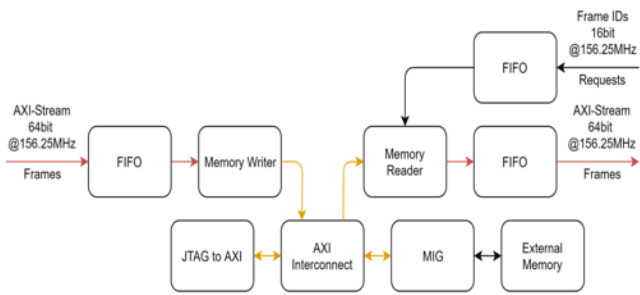 Frame IDs
16bit
@156.25MHz
FIFO
Requests
AXI-Stream
64bit
@156.25MHz
Frames
FIFO
Memory Writer
Memory
Reader
FIFO
AXI-Stream
64bit
@156.25MHz
Frames
JTAG to AXI
AXI
Interconnect
MIG
External
Memory